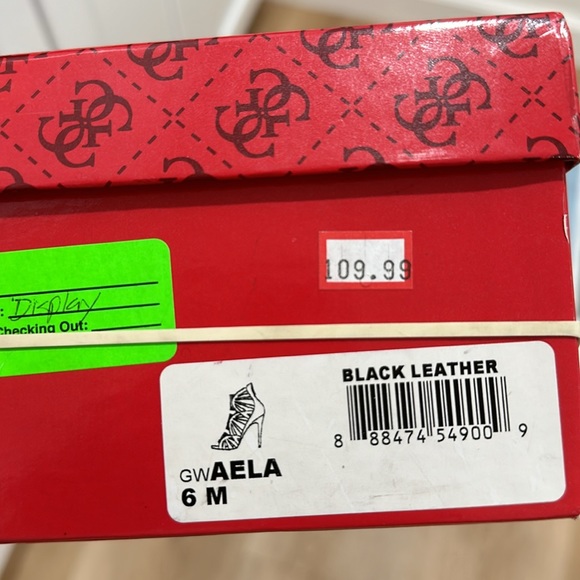 109.99
: Display
Checking Out:
BLACK LEATHER
8 88474 54900 9
GWAELA
6 M